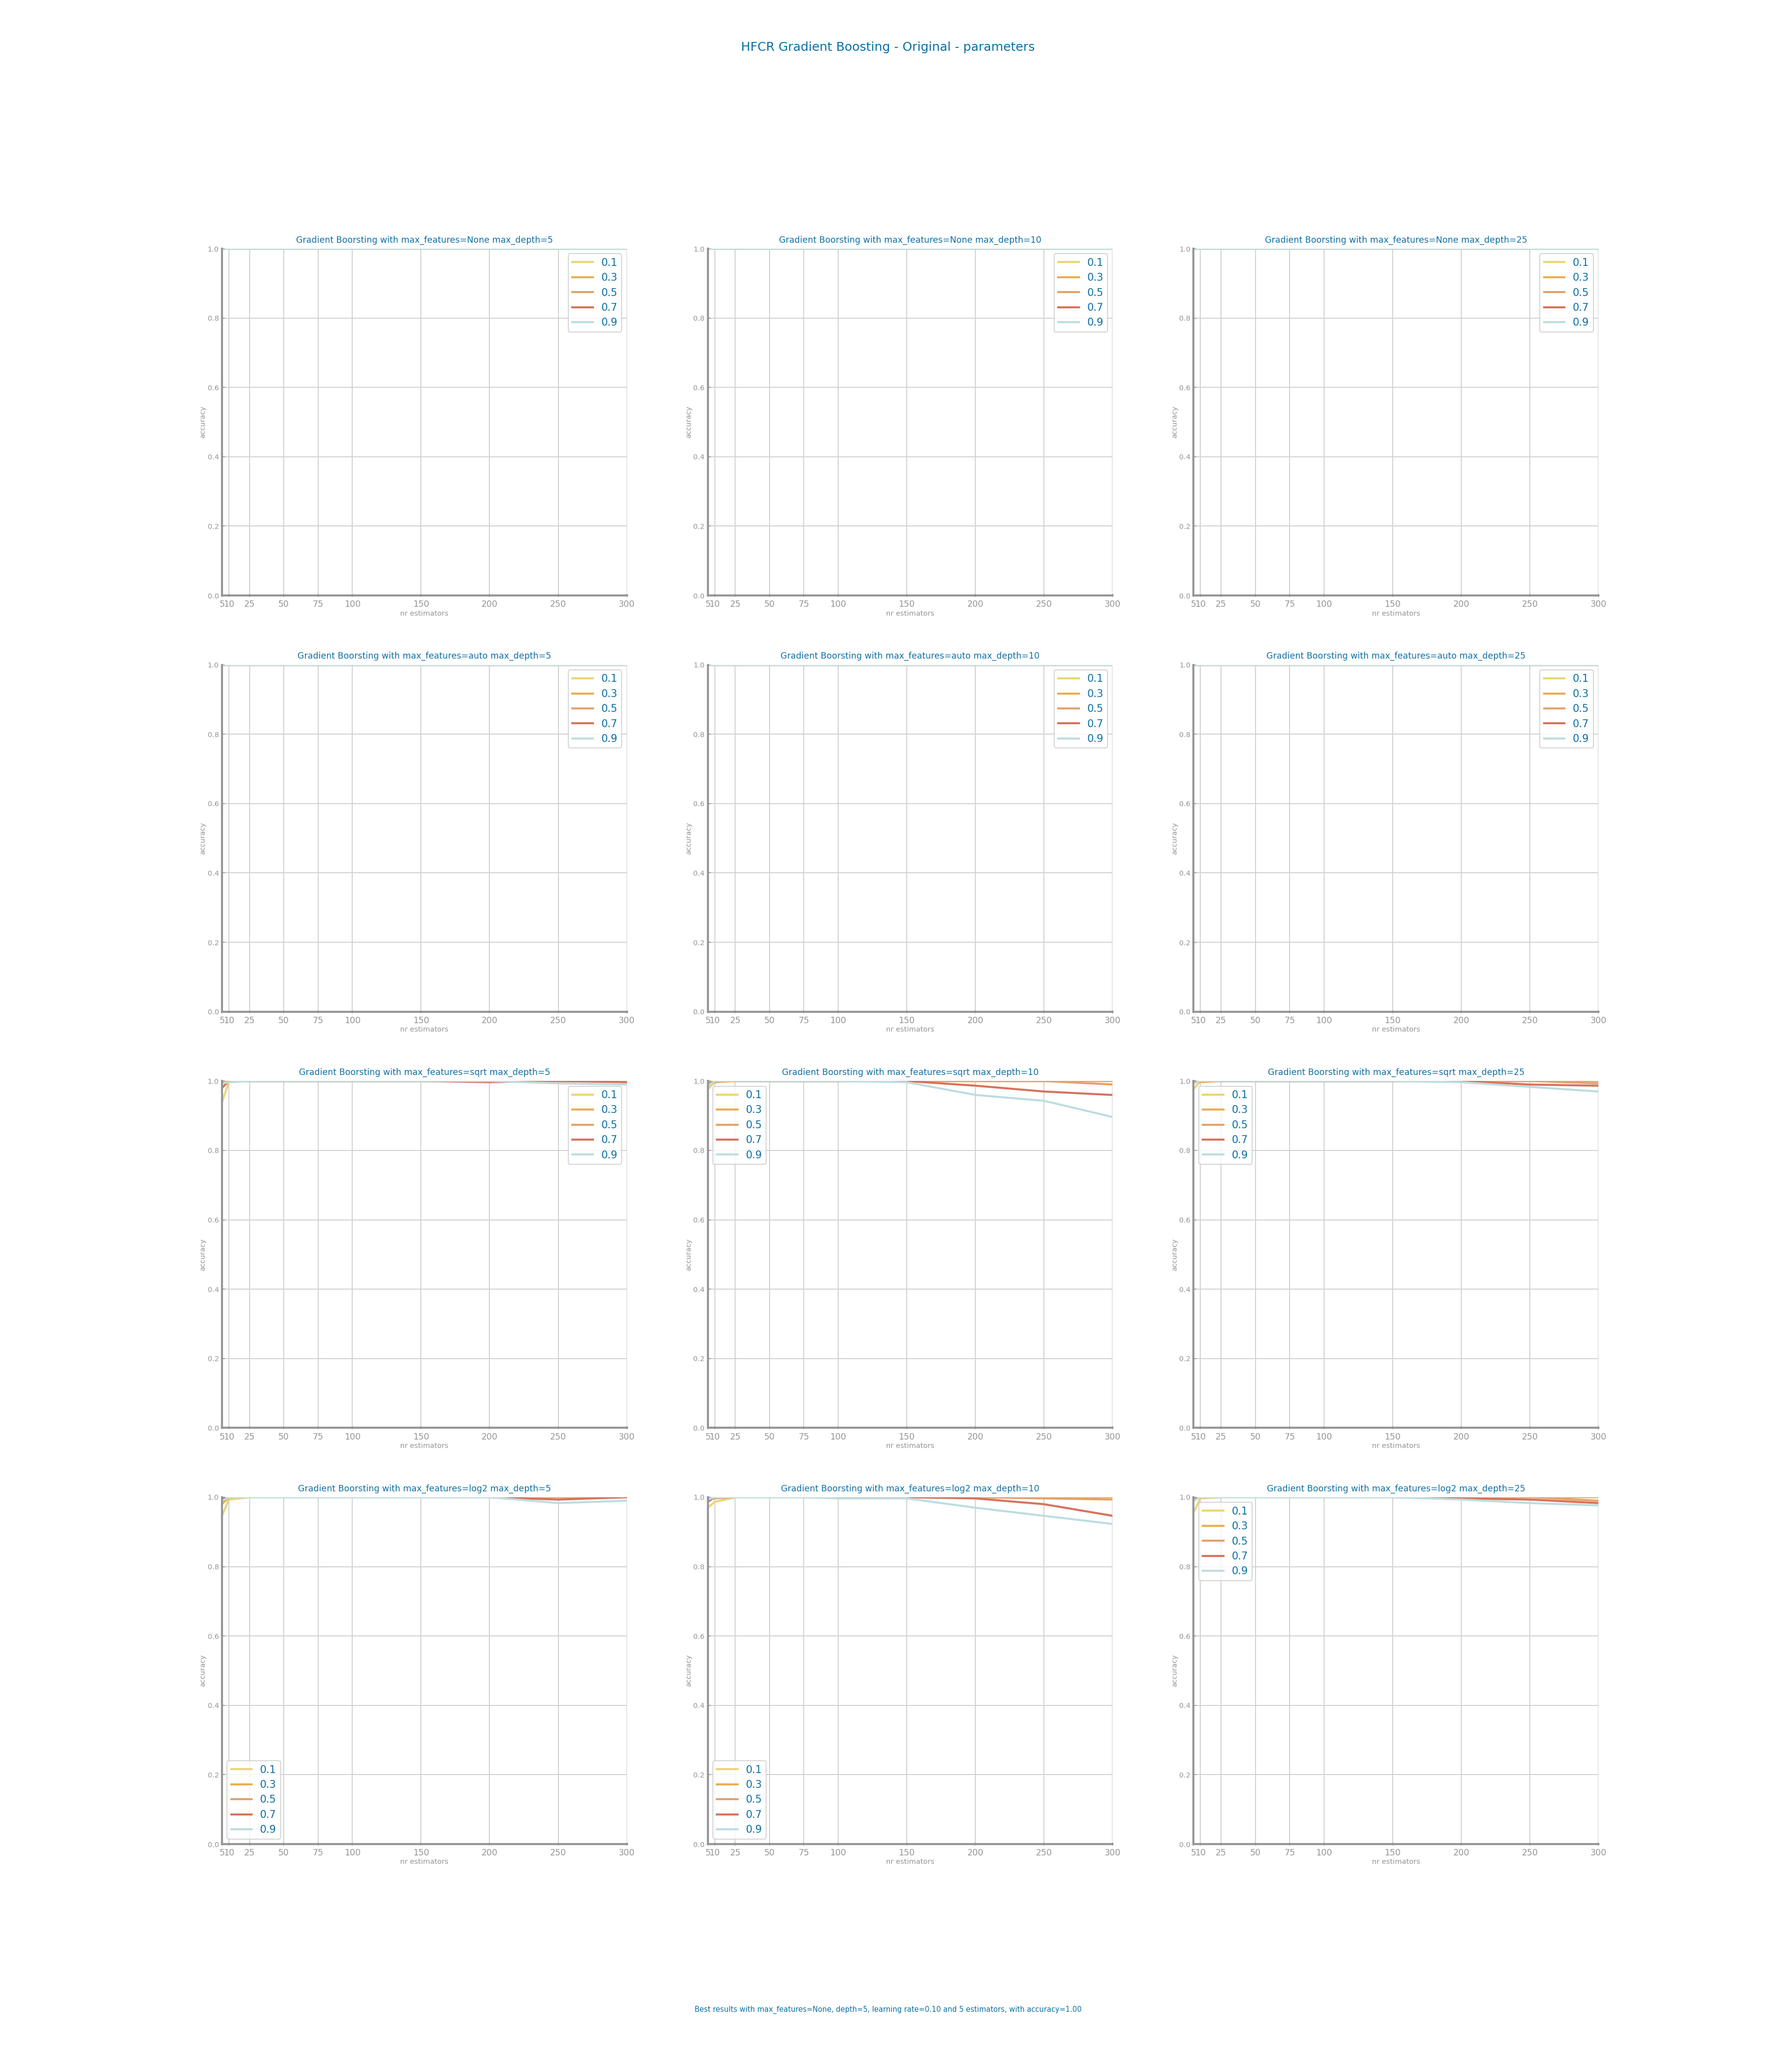 HFCR Gradient Boosting - Original - parameters
Gradient Boorsting with max_features=None max_depth=5
1.0
0.8
0.6
0.4
0.2
0.0
accuracy
0.1
0.3
0.5
0.7
0.9
5 10 25 50 75 100 150 200 250 300
nr estimators
Gradient Boorsting with max_features=None max_depth=10
1.0
0.8
0.6
0.4
0.2
0.0
accuracy
0.1
0.3
0.5
0.7
0.9
5 10 25 50 75 100 150 200 250 300
nr estimators
Gradient Boorsting with max_features=None max_depth=25
1.0
0.8
0.6
0.4
0.2
0.0
accuracy
0.1
0.3
0.5
0.7
0.9
5 10 25 50 75 100 150 200 250 300
nr estimators
Gradient Boorsting with max_features=auto max_depth=5
1.0
0.8
0.6
0.4
0.2
0.0
accuracy
0.1
0.3
0.5
0.7
0.9
5 10 25 50 75 100 150 200 250 300
nr estimators
Gradient Boorsting with max_features=auto max_depth=10
1.0
0.8
0.6
0.4
0.2
0.0
accuracy
0.1
0.3
0.5
0.7
0.9
5 10 25 50 75 100 150 200 250 300
nr estimators
Gradient Boorsting with max_features=auto max_depth=25
1.0
0.8
0.6
0.4
0.2
0.0
accuracy
0.1
0.3
0.5
0.7
0.9
5 10 25 50 75 100 150 200 250 300
nr estimators
Gradient Boorsting with max_features=sqrt max_depth=5
1.0
0.8
0.6
0.4
0.2
0.0
accuracy
0.1
0.3
0.5
0.7
0.9
5 10 25 50 75 100 150 200 250 300
nr estimators
Gradient Boorsting with max_features=sqrt max_depth=10
1.0
0.8
0.6
0.4
0.2
0.0
accuracy
0.1
0.3
0.5
0.7
0.9
5 10 25 50 75 100 150 200 250 300
nr estimators
Gradient Boorsting with max_features=sqrt max_depth=25
1.0
0.8
0.6
0.4
0.2
0.0
accuracy
0.1
0.3
0.5
0.7
0.9
5 10 25 50 75 100 150 200 250 300
nr estimators
Gradient Boorsting with max_features=log2 max_depth=5
1.0
0.8
0.6
0.4
0.2
0.0
accuracy
0.1
0.3
0.5
0.7
0.9
5 10 25 50 75 100 150 200 250 300
nr estimators
Gradient Boorsting with max_features=log2 max_depth=10
1.0
0.8
0.6
0.4
0.2
0.0
accuracy
0.1
0.3
0.5
0.7
0.9
5 10 25 50 75 100 150 200 250 300
nr estimators
Gradient Boorsting with max_features=log2 max_depth=25
1.0
0.8
0.6
0.4
0.2
0.0
accuracy
0.1
0.3
0.5
0.7
0.9
5 10 25 50 75 100 150 200 250 300
nr estimators
Best results with max_features=None, depth=5, learning rate=0.10 and 5 estimators, with accuracy=1.00